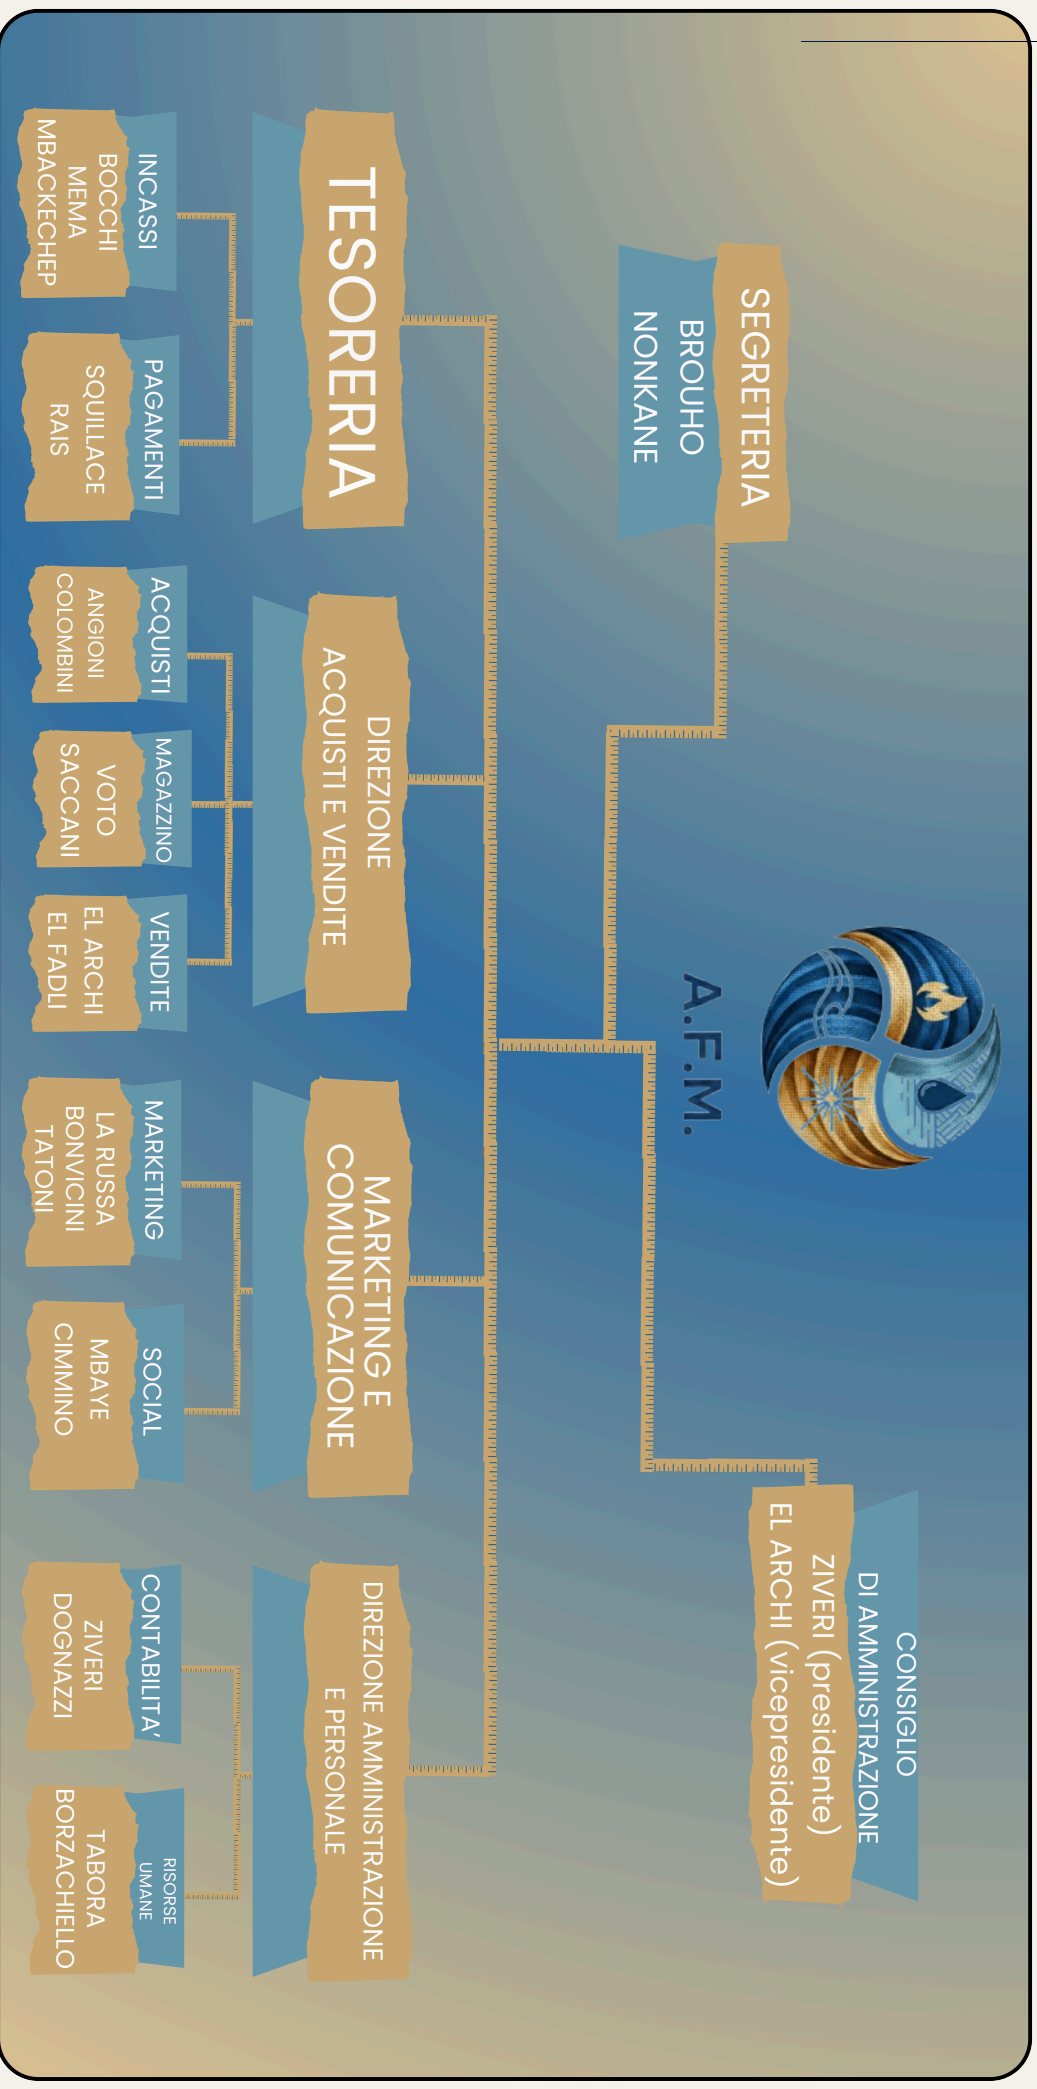 A.F.M.
CONSIGLIO
DI AMMINISTRAZIONE
ZIVERI (presidente)
EL ARCHI (vicepresidente)
SEGRETERIA
BROUHO
NONKANE
TESORERIA
DIREZIONE
ACQUISTI E VENDITE
MARKETING E
COMUNICAZIONE
DIREZIONE AMMINISTRAZIONE
E PERSONALE
INCASSI
BOCCHI
MEMA
MBACKECHEP
PAGAMENTI
SQUILLACE
RAIS
ACQUISTI
ANGIONI
COLOMBINI
MAGAZZINO
VOTO
SACCANI
VENDITE
EL ARCHI
EL FADLI
MARKETING
LA RUSSA
BONVICINI
TATONI
SOCIAL
MBAYE
CIMMINO
CONTABILITA'
ZIVERI
DOGNAZZI
RISORSE
UMANE
TABORA
BORZACHIELLO